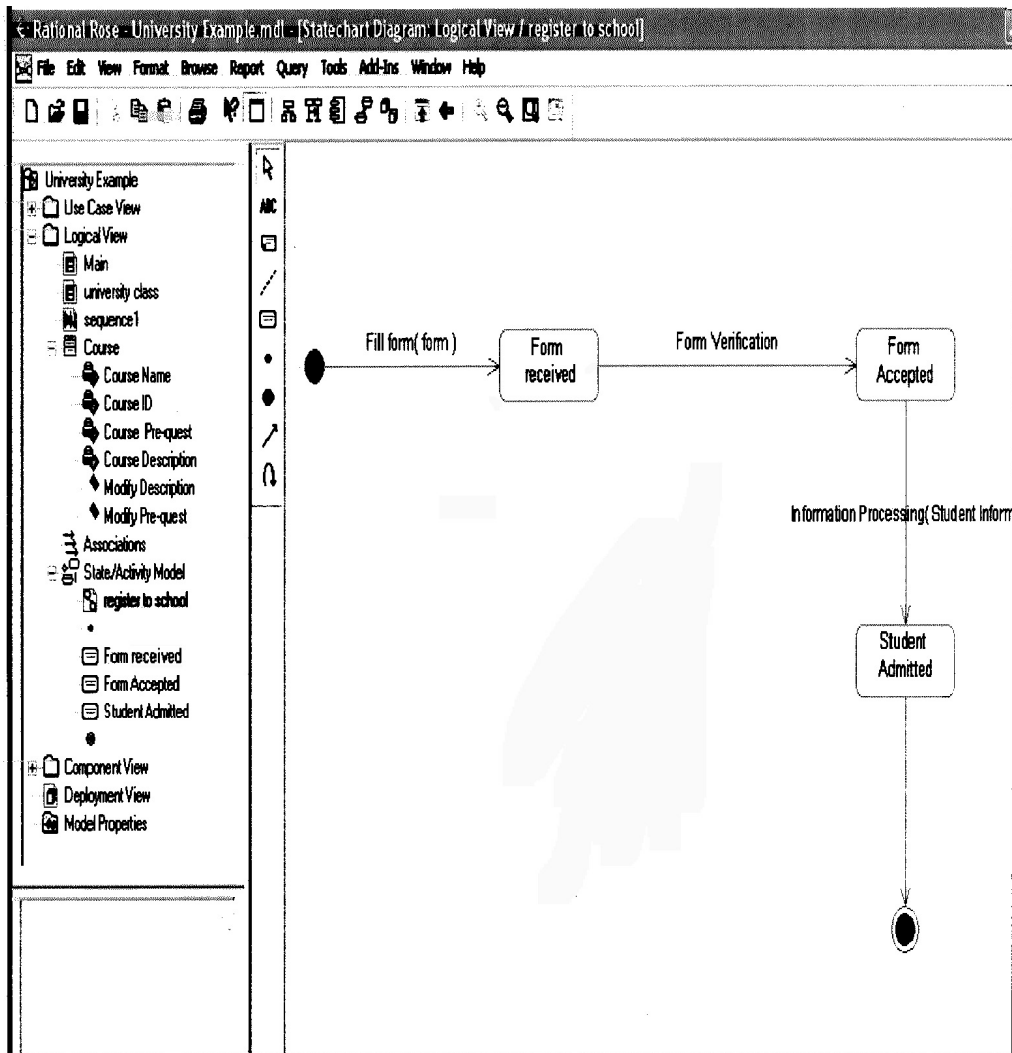 Rational Rose - University Example.mdl - [Statechart Diagram: Logical View / register to school]
File Edit View Format Browse Report Query Tools Add-Ins Window Help
University Example
Use Case View
Logical View
Main
university class
sequence1
Course
Course Name
Course ID
Course Pre-quest
Course Description
Modify Description
Modify Pre-quest
Associations
State/Activity Model
register to school
Form received
Form Accepted
Student Admitted
Component View
Deployment View
Model Properties
ABC
Fill form( form )
Form
received
Form Verification
Form
Accepted
Information Processing( Student Inform
Student
Admitted